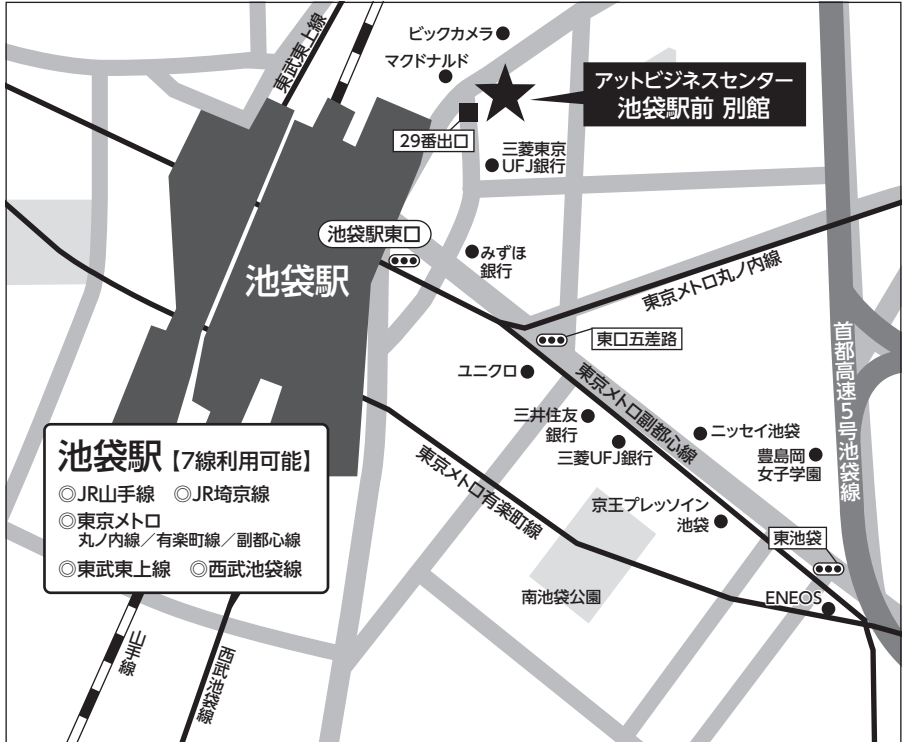 東武東上線
ビックカメラ
マクドナルド
アットビジネスセンター
池袋駅前 別館
29番出口
三菱東京
UFJ銀行
池袋駅東口
みずほ
銀行
池袋駅
東京メトロ丸ノ内線
東口五差路
首都高速5号池袋線
ユニクロ
東京メトロ副都心線
三井住友
銀行
三菱UFJ銀行
ニッセイ池袋
豊島岡
女子学園
池袋駅【7線利用可能】
◎JR山手線 ◎JR埼京線
◎東京メトロ
丸ノ内線／有楽町線／副都心線
◎東武東上線 ◎西武池袋線
東京メトロ有楽町線
京王プレッソイン
池袋
東池袋
南池袋公園
ENEOS
山手線
西武池袋線